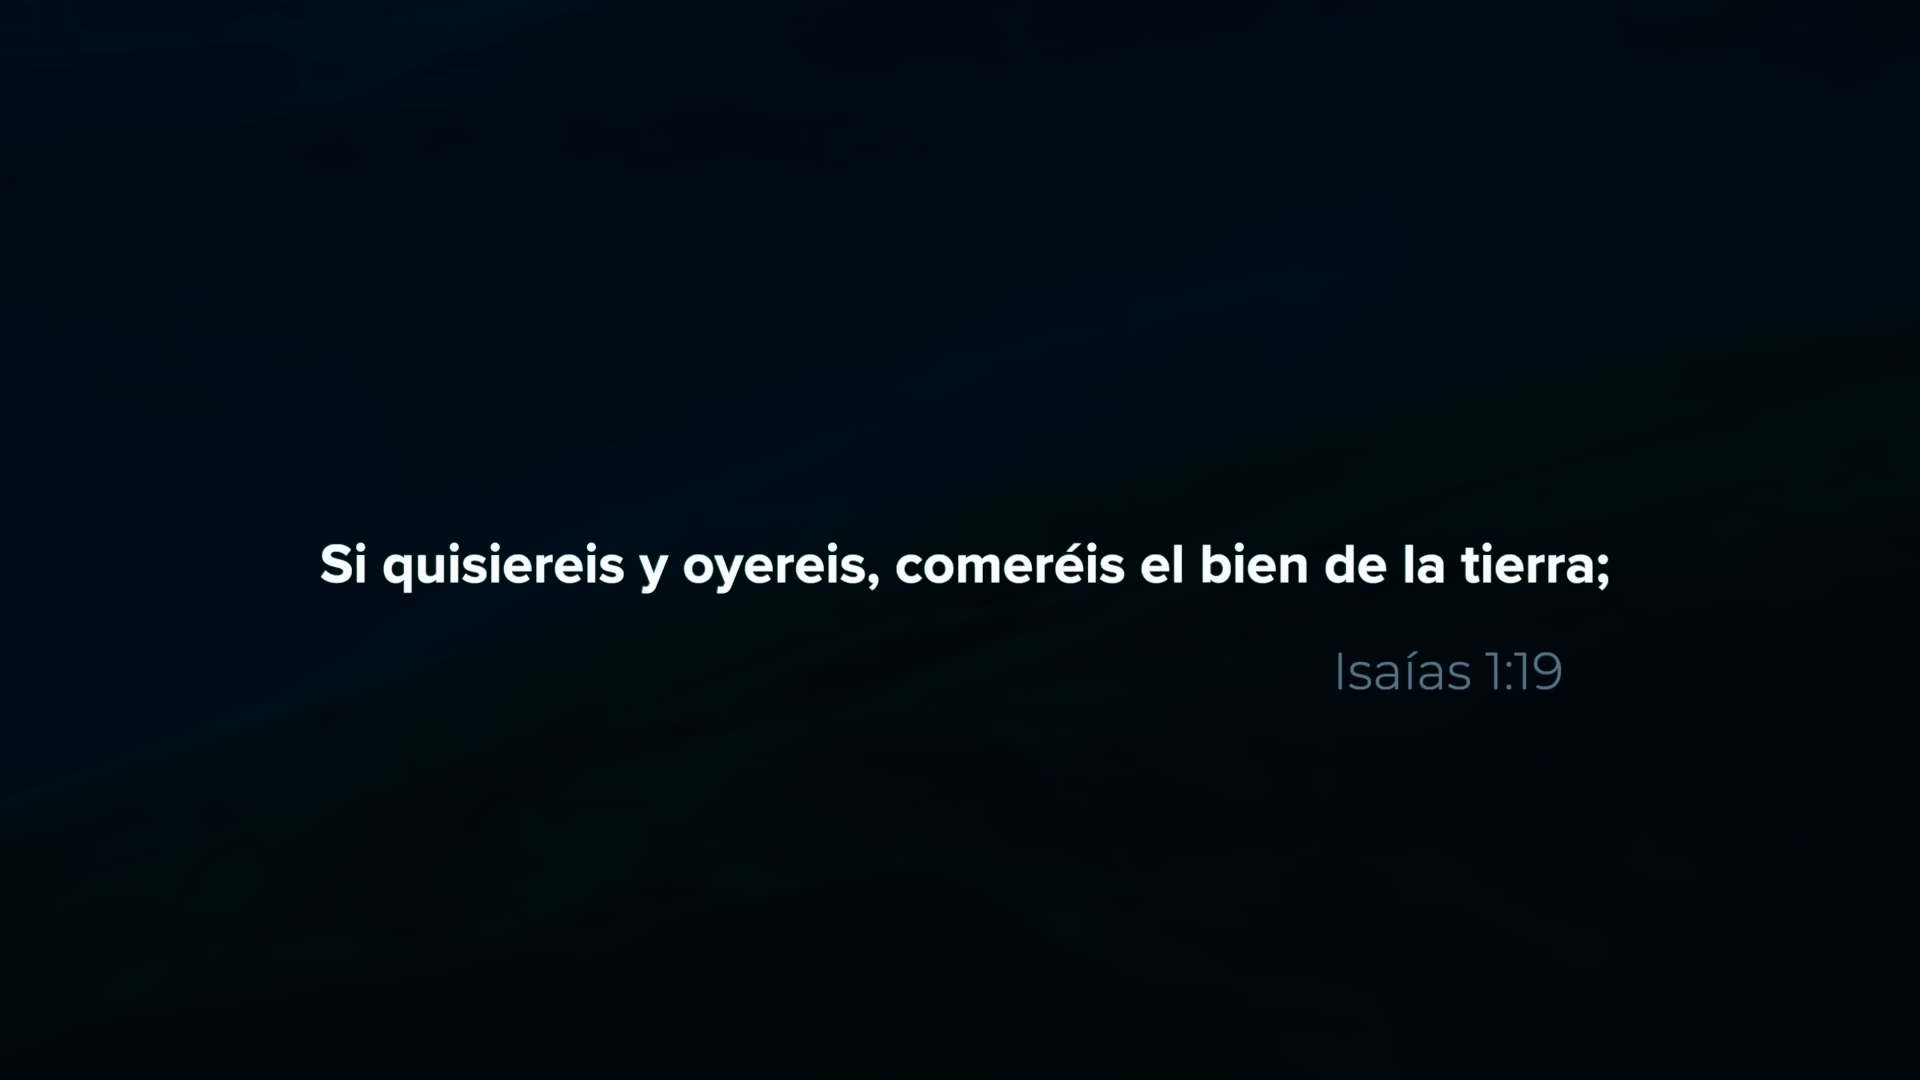 Si quisiereis y oyereis, comeréis el bien de la tierra;
Isaías 1:19